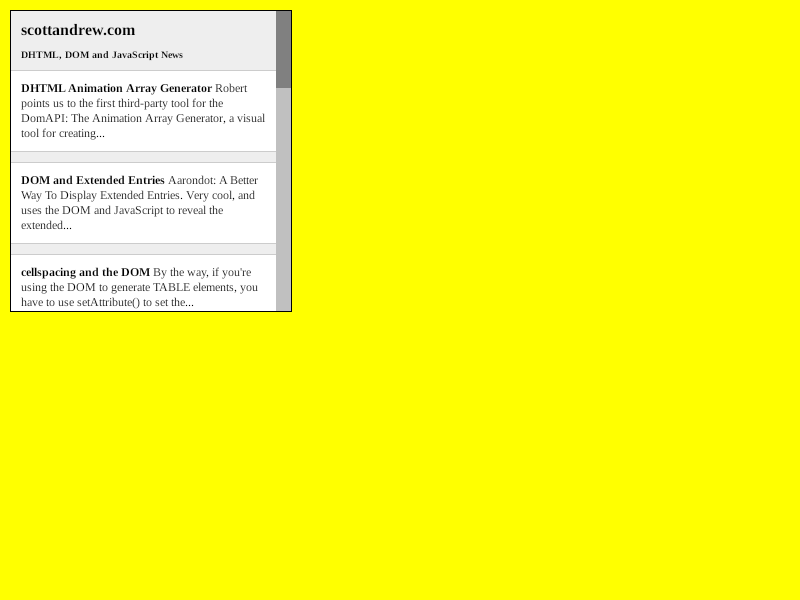 scottandrew.com
DHTML, DOM and JavaScript News
DHTML Animation Array Generator Robert
points us to the first third-party tool for the
DomAPI: The Animation Array Generator, a visual
tool for creating...
DOM and Extended Entries Aarondot: A Better
Way To Display Extended Entries. Very cool, and
uses the DOM and JavaScript to reveal the
extended...
cellspacing and the DOM By the way, if you're
using the DOM to generate TABLE elements, you
have to use setAttribute() to set the...